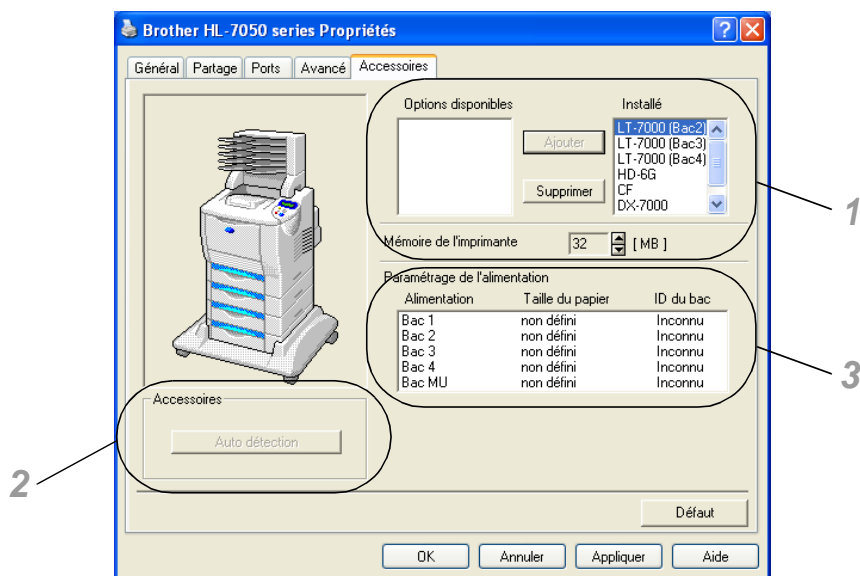 Brother HL-7050 series Propriétés
Général Partage Ports Avancé Accessoires
Options disponibles
Installé
Ajouter
Supprimer
LT-7000 (Bac2)
LT-7000 (Bac3)
LT-7000 (Bac4)
HD-6G
CF
DX-7000
1
Mémoire de l'imprimante 32 [ MB ]
Paramétrage de l'alimentation
Alimentation Taille du papier ID du bac
Bac 1 non défini Inconnu
Bac 2 non défini Inconnu
Bac 3 non défini Inconnu
Bac 4 non défini Inconnu
Bac MU non défini Inconnu
3
Accessoires
Auto détection
2
Défaut
OK Annuler Appliquer Aide